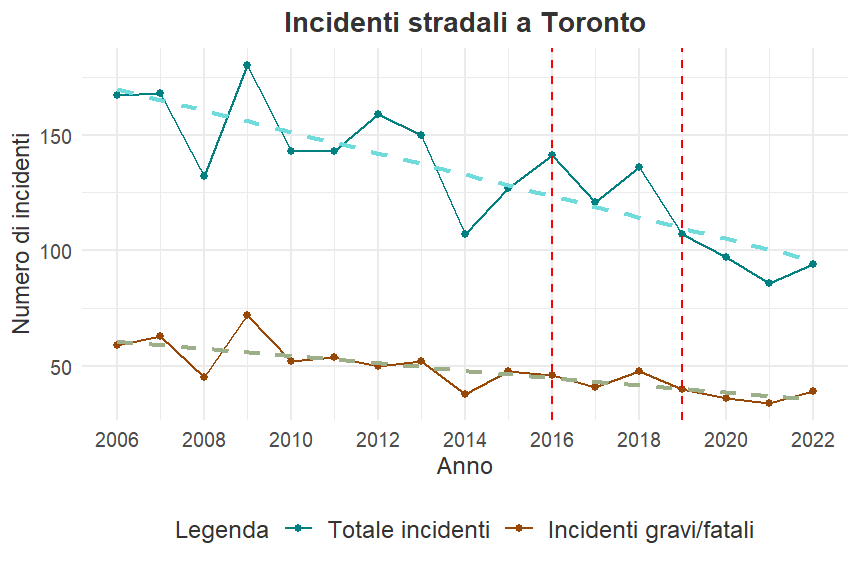 Incidenti stradali a Toronto
Numero di incidenti
150
100
50
2006 2008 2010 2012 2014 2016 2018 2020 2022
Anno
Legenda Totale incidenti Incidenti gravi/fatali